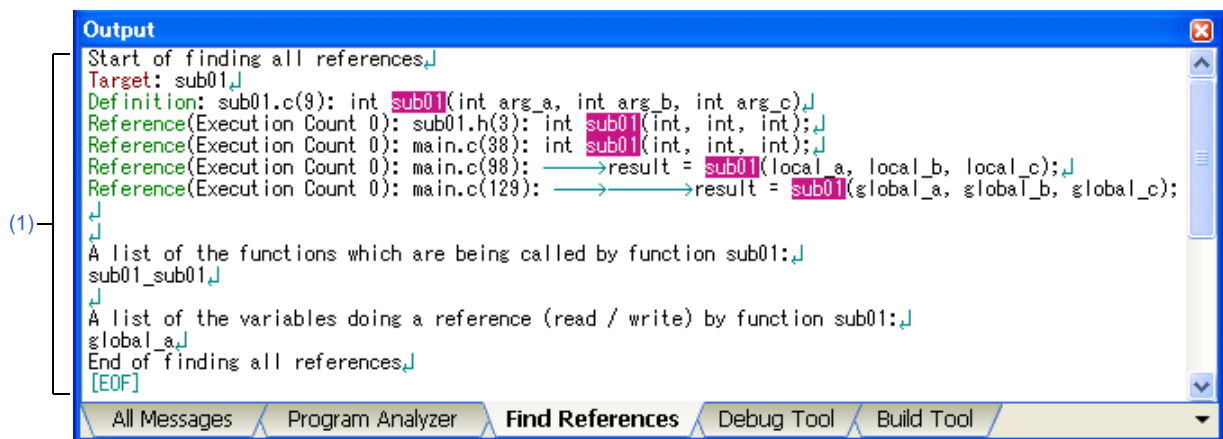 Output
(1)
Start of finding all references↲
Target: sub01↲
Definition: sub01.c(9): int sub01(int arg_a, int arg_b, int arg_c)↲
Reference(Execution Count 0): sub01.h(3): int sub01(int, int, int);↲
Reference(Execution Count 0): main.c(38): int sub01(int, int, int);↲
Reference(Execution Count 0): main.c(98): ⟶result = sub01(local_a, local_b, local_c);↲
Reference(Execution Count 0): main.c(129): ⟶ ⟶result = sub01(global_a, global_b, global_c);
↲
↲
A list of the functions which are being called by function sub01:↲
sub01_sub01↲
↲
A list of the variables doing a reference (read / write) by function sub01:↲
global_a↲
End of finding all references↲
[EOF]
All Messages Program Analyzer Find References Debug Tool Build Tool